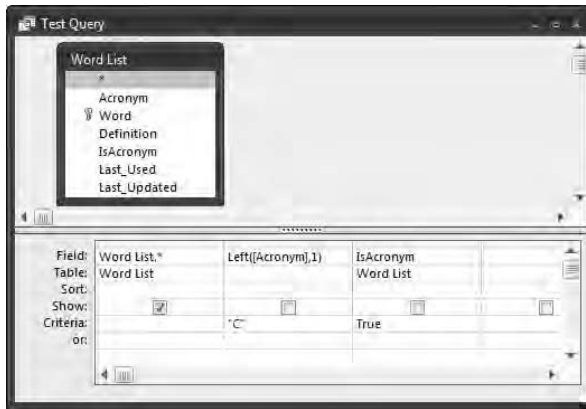 Test Query
Word List
*
Acronym
Word
Definition
IsAcronym
Last_Used
Last_Updated
Field: Word List.* Left([Acronym],1) IsAcronym
Table: Word List Word List
Sort:
Show:
Criteria: "C" True
or: